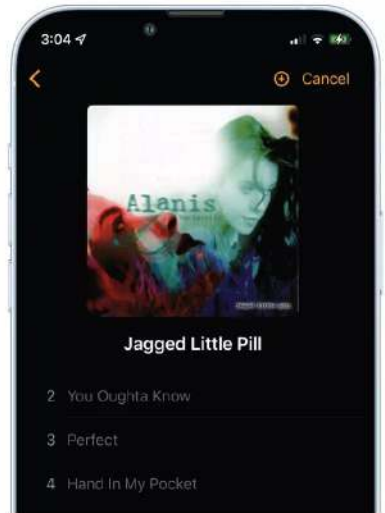 3:04
Cancel
Alanis
Jagged Little Pill
2 You Oughta Know
3 Perfect
4 Hand In My Pocket